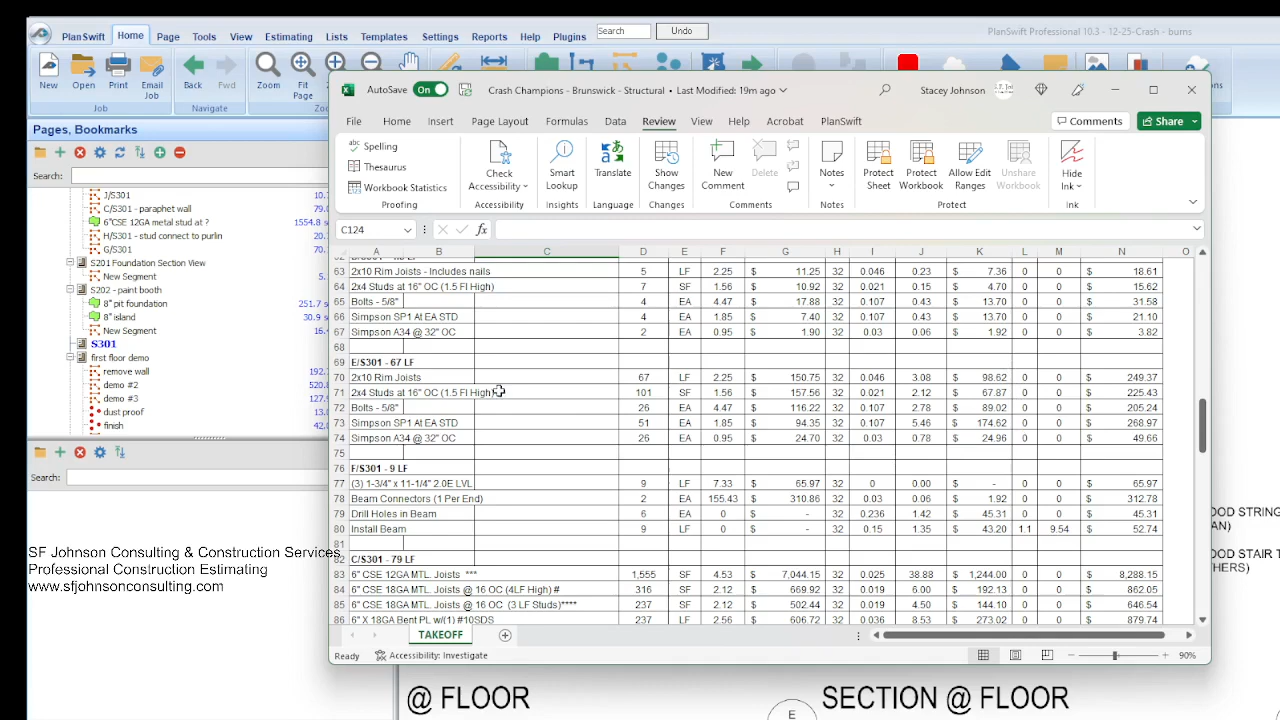 PlanSwift Home Page Tools View Estimating Lists Templates Settings Reports Help Plugins Search Undo PlanSwift Professional 10.3 - 12-25-Crash - burns
New Open Print Email Job Back Fwd Zoom Fit Page
Job Navigate
AutoSave On Crash Champions - Brunswick - Structural • Last Modified: 19m ago Stacey Johnson
File Home Insert Page Layout Formulas Data Review View Help Acrobat PlanSwift Comments Share
Spelling
Thesaurus
Workbook Statistics
Check Accessibility Smart Lookup Translate Show Changes New Comment Delete Notes Protect Sheet Protect Workbook Allow Edit Ranges Unshare Workbook Hide Ink
Proofing Accessibility Insights Language Changes Comments Notes Protect Ink
C124 fx
A B C D E F G H I J K L M N O
63 2x10 Rim Joists - Includes nails 5 LF 2.25 $ 11.25 32 0.046 0.23 $ 7.36 0 0 $ 18.61
64 2x4 Studs at 16" OC (1.5 Fl High) 7 SF 1.56 $ 10.92 32 0.021 0.15 $ 4.70 0 0 $ 15.62
65 Bolts - 5/8" 4 EA 4.47 $ 17.88 32 0.107 0.43 $ 13.70 0 0 $ 31.58
66 Simpson SP1 At EA STD 4 EA 1.85 $ 7.40 32 0.107 0.43 $ 13.70 0 0 $ 21.10
67 Simpson A34 @ 32" OC 2 EA 0.95 $ 1.90 32 0.03 0.06 $ 1.92 0 0 $ 3.82
68
69 E/S301 - 67 LF
70 2x10 Rim Joists 67 LF 2.25 $ 150.75 32 0.046 3.08 $ 98.62 0 0 $ 249.37
71 2x4 Studs at 16" OC (1.5 Fl High) 101 SF 1.56 $ 157.56 32 0.021 2.12 $ 67.87 0 0 $ 225.43
72 Bolts - 5/8" 26 EA 4.47 $ 116.22 32 0.107 2.78 $ 89.02 0 0 $ 205.24
73 Simpson SP1 At EA STD 51 EA 1.85 $ 94.35 32 0.107 5.46 $ 174.62 0 0 $ 268.97
74 Simpson A34 @ 32" OC 26 EA 0.95 $ 24.70 32 0.03 0.78 $ 24.96 0 0 $ 49.66
75
76 F/S301 - 9 LF
77 (3) 1-3/4" x 11-1/4" 2.0E LVL 9 LF 7.33 $ 65.97 32 0 0.00 $ - 0 0 $ 65.97
78 Beam Connectors (1 Per End) 2 EA 155.43 $ 310.86 32 0.03 0.06 $ 1.92 0 0 $ 312.78
79 Drill Holes in Beam 6 EA 0 $ - 32 0.236 1.42 $ 45.31 0 0 $ 45.31
80 Install Beam 9 LF 0 $ - 32 0.15 1.35 $ 43.20 1.1 9.54 $ 52.74
81
82 C/S301 - 79 LF
83 6" CSE 12GA MTL. Joists *** 1,555 SF 4.53 $ 7,044.15 32 0.025 38.88 $ 1,244.00 0 0 $ 8,288.15
84 6" CSE 18GA MTL. Joists @ 16 OC (4LF High) # 316 SF 2.12 $ 669.92 32 0.019 6.00 $ 192.13 0 0 $ 862.05
85 6" CSE 18GA MTL. Joists @ 16 OC (3 LF Studs)**** 237 SF 2.12 $ 502.44 32 0.019 4.50 $ 144.10 0 0 $ 646.54
86 6" X 18GA Bent PL w/(1) #10SDS 237 LF 2.56 $ 606.72 32 0.036 8.53 $ 273.02 0 0 $ 879.74
TAKEOFF
Ready Accessibility: Investigate 90%
Pages, Bookmarks
Search:
J/S301 10.
C/S301 - paraphet wall 79.
6"CSE 12GA metal stud at ? 1554.8 s
H/S301 - stud connect to purlin 20.
G/S301 70.
S201 Foundation Section View
New Segment 5.
S202 - paint booth
8" pit foundation 251.7 s
8" island 30.9 s
New Segment 16.
S301
first floor demo
remove wall 192.
demo #2 520.
demo #3 127.
dust proof 13.
finish 42.
Search:
SF Johnson Consulting & Construction Services
Professional Construction Estimating
www.sfjohnsonconsulting.com
OOD STRING
AN)
OOD STAIR T
THERS)
@ FLOOR
SECTION @ FLOOR
E